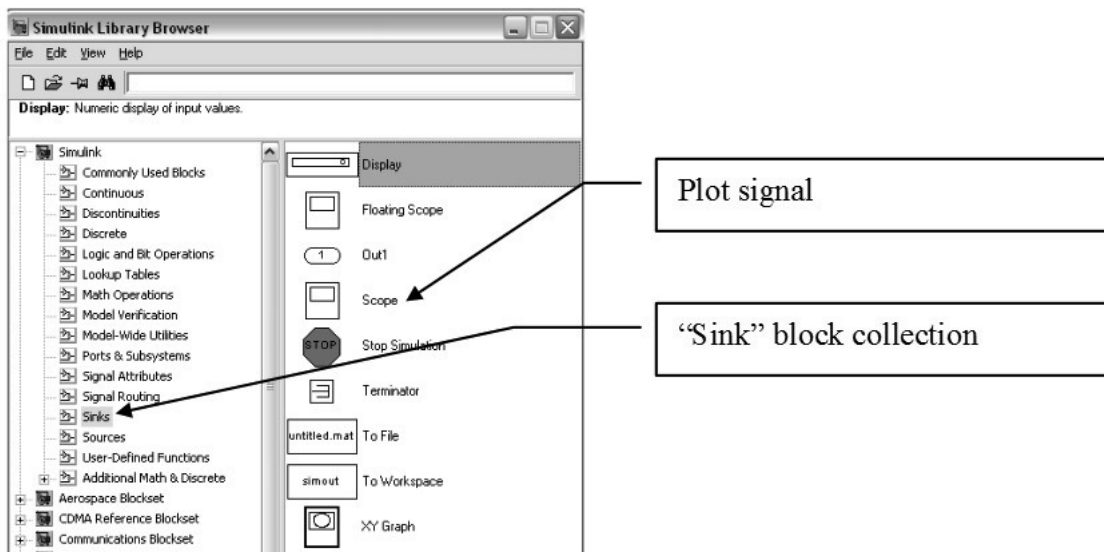 Simulink Library Browser
File Edit View Help
Display: Numeric display of input values.
Simulink
Commonly Used Blocks
Continuous
Discontinuities
Discrete
Logic and Bit Operations
Lookup Tables
Math Operations
Model Verification
Model-Wide Utilities
Ports & Subsystems
Signal Attributes
Signal Routing
Sinks
Sources
User-Defined Functions
Additional Math & Discrete
Aerospace Blockset
CDMA Reference Blockset
Communications Blockset
Display
Floating Scope
1 Out1
Scope
STOP Stop Simulation
Terminator
untitled.mat To File
simout To Workspace
XY Graph
Plot signal
“Sink” block collection